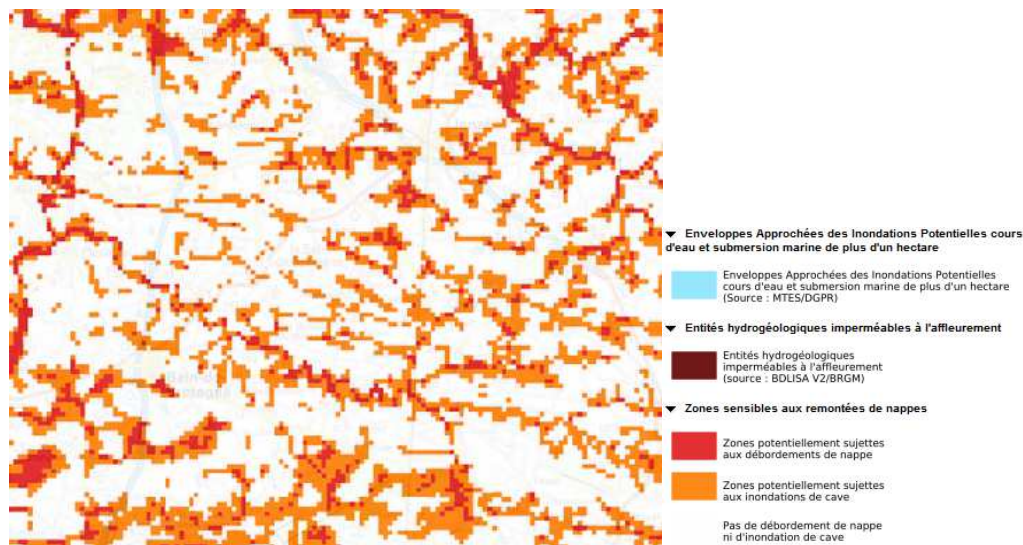 Bain-de-
Bretagne
▼ Enveloppes Approchées des Inondations Potentielles cours
d'eau et submersion marine de plus d'un hectare
Enveloppes Approchées des Inondations Potentielles
cours d'eau et submersion marine de plus d'un hectare
(Source : MTES/DGPR)
▼ Entités hydrogéologiques imperméables à l'affleurement
Entités hydrogéologiques
imperméables à l'affleurement
(source : BDLISA V2/BRGM)
▼ Zones sensibles aux remontées de nappes
Zones potentiellement sujettes
aux débordements de nappe
Zones potentiellement sujettes
aux inondations de cave
Pas de débordement de nappe
ni d'inondation de cave